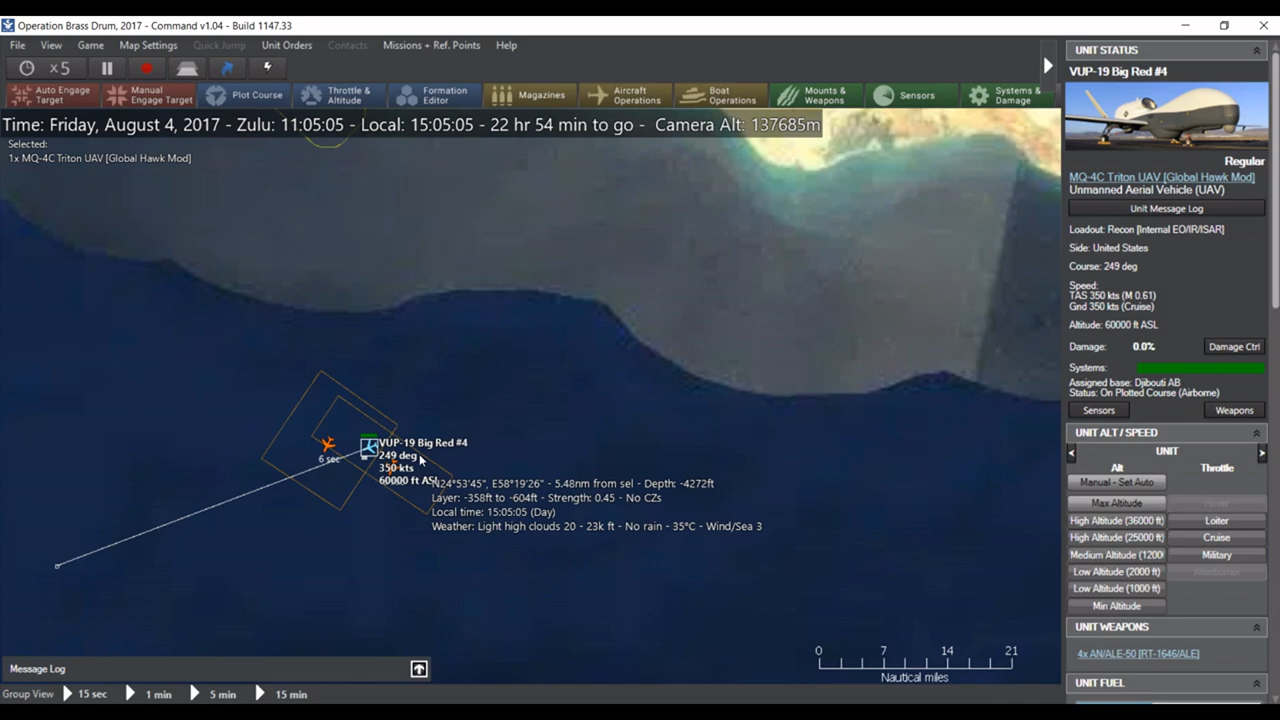 Operation Brass Drum, 2017 - Command v1.04 - Build 1147.33
File View Game Map Settings Quick Jump Unit Orders Contacts Missions + Ref. Points Help
x5
Auto Engage Target
Manual Engage Target
Plot Course
Throttle & Altitude
Formation Editor
Magazines
Aircraft Operations
Boat Operations
Mounts & Weapons
Sensors
Systems & Damage
Time: Friday, August 4, 2017 - Zulu: 11:05:05 - Local: 15:05:05 - 22 hr 54 min to go - Camera Alt: 137685m
Selected:
1x MQ-4C Triton UAV [Global Hawk Mod]
6 sec
VUP-19 Big Red #4
249 deg
350 kts
60000 ft ASL
N24°53'45", E58°19'26" - 5.48nm from sel - Depth: -4272ft
Layer: -358ft to -604ft - Strength: 0.45 - No CZs
Local time: 15:05:05 (Day)
Weather: Light high clouds 20 - 23k ft - No rain - 35°C - Wind/Sea 3
0 7 14 21
Nautical miles
Message Log
Group View 15 sec 1 min 5 min 15 min
UNIT STATUS
VUP-19 Big Red #4
Regular
MQ-4C Triton UAV [Global Hawk Mod]
Unmanned Aerial Vehicle (UAV)
Unit Message Log
Loadout: Recon [Internal EO/IR/ISAR]
Side: United States
Course: 249 deg
Speed:
TAS 350 kts (M 0.61)
Gnd 350 kts (Cruise)
Altitude: 60000 ft ASL
Damage: 0.0% Damage Ctrl
Systems:
Assigned base: Djibouti AB
Status: On Plotted Course (Airborne)
Sensors Weapons
UNIT ALT / SPEED
UNIT
Alt Throttle
Manual - Set Auto
Max Altitude Hover
High Altitude (36000 ft) Loiter
High Altitude (25000 ft) Cruise
Medium Altitude (1200 Military
Low Altitude (2000 ft) Afterburner
Low Altitude (1000 ft)
Min Altitude
UNIT WEAPONS
4x AN/ALE-50 [RT-1646/ALE]
UNIT FUEL